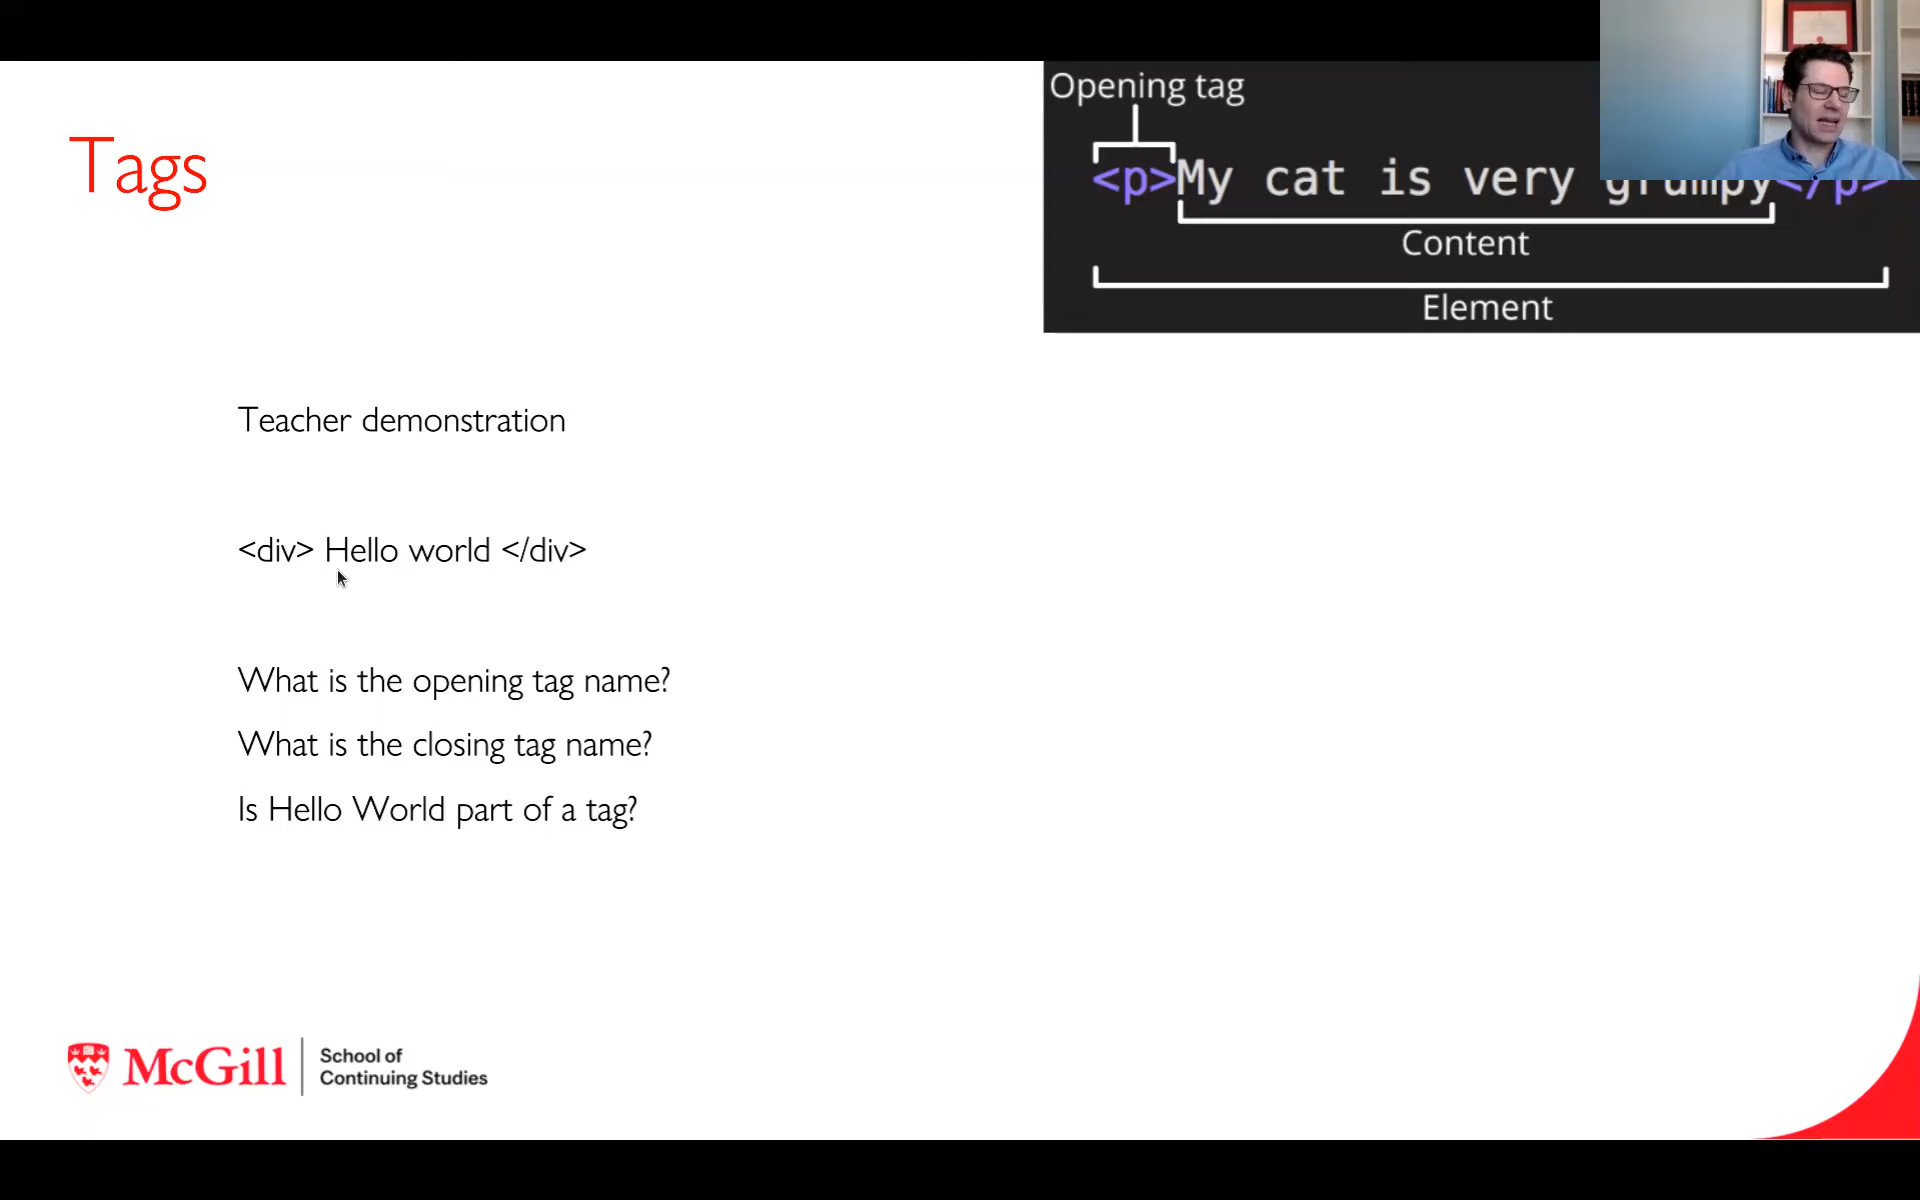 Tags
Opening tag
<p>My cat is very grumpy</p>
Content
Element
Teacher demonstration
<div> Hello world </div>
What is the opening tag name?
What is the closing tag name?
Is Hello World part of a tag?
McGill
School of
Continuing Studies